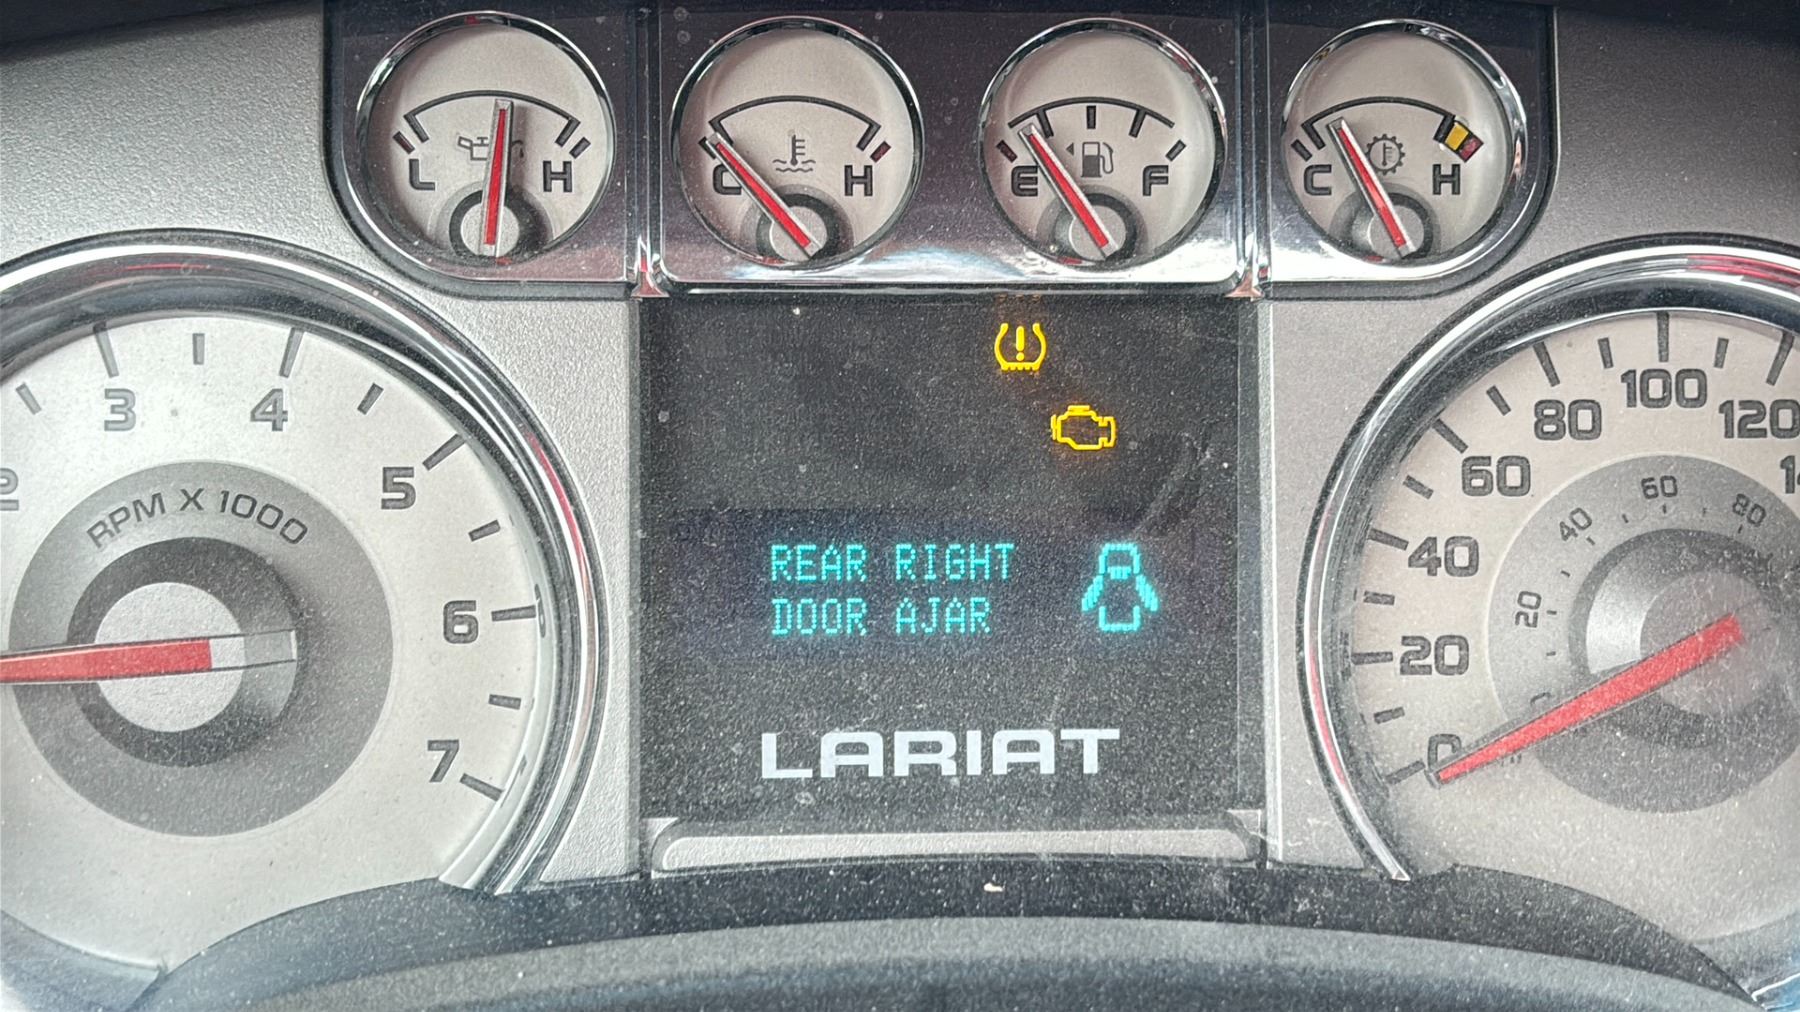 L H
C H
E F
C H
2 3 4 5 6 7
RPM X 1000
0 20 40 60 80 100 120
20 40 60 80
REAR RIGHT
DOOR AJAR
LARIAT